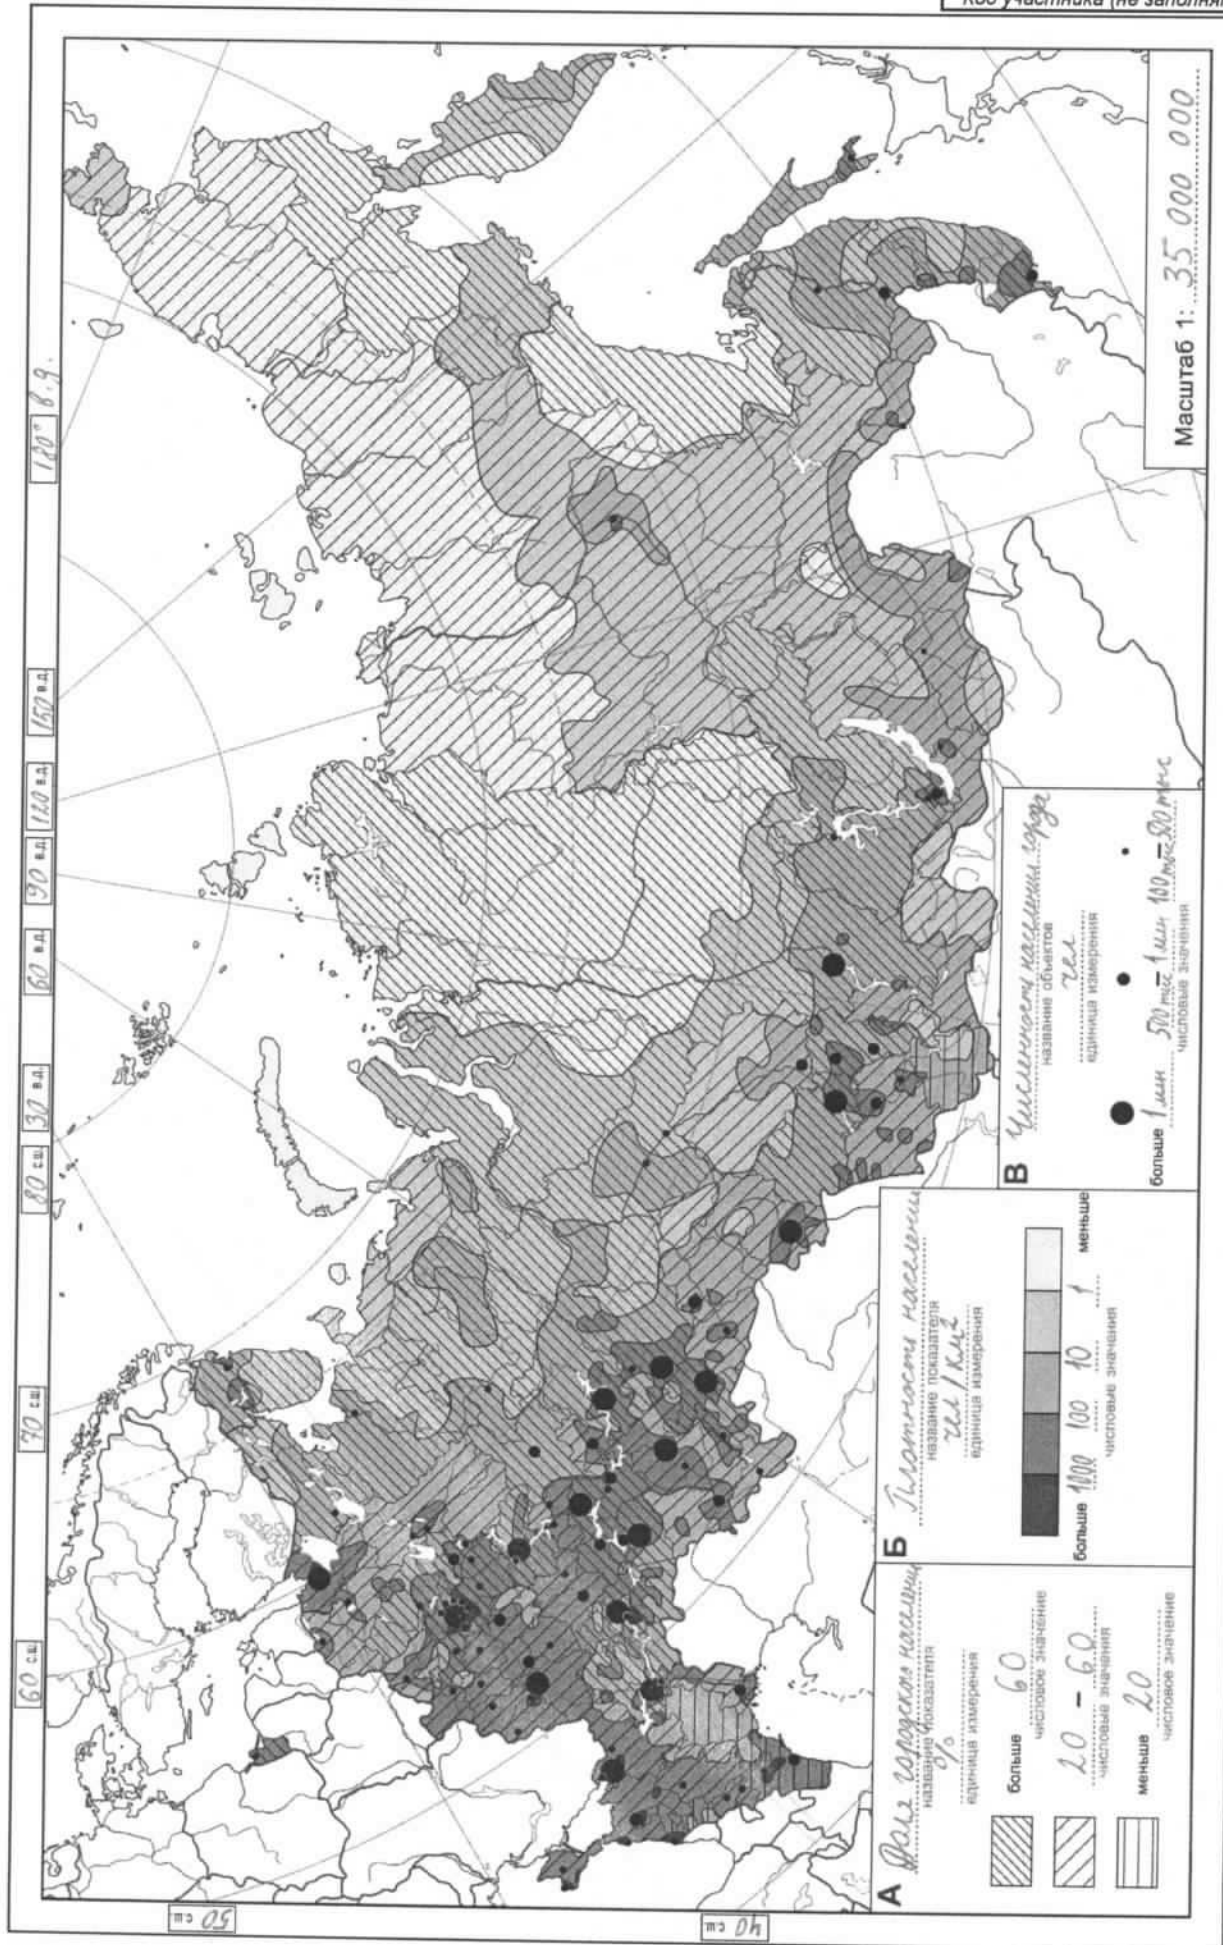 Код участника (не заполнять
60 с.ш.
70 с.ш.
80 с.ш.
30 в.д.
60 в.д.
90 в.д.
120 в.д.
150 в.д.
180° в.д.
50 с.ш.
40 с.ш.
А
Доля городского населения
название показателя
%
единица измерения
больше 60
числовое значение
20 – 60
числовые значения
меньше 20
числовое значение
Б
Плотность населения
название показателя
чел/км²
единица измерения
больше 1000 100 10 1 меньше
числовые значения
В
Численность населения города
название объектов
чел
единица измерения
больше 1 млн 500 тыс – 1 млн 100 тыс – 500 тыс
числовые значения
Масштаб 1: 35 000 000